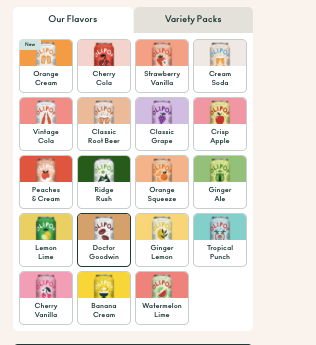 Our Flavors
Variety Packs
New
Orange
Cream
Cherry
Cola
Strawberry
Vanilla
Cream
Soda
Vintage
Cola
Classic
Root Beer
Classic
Grape
Crisp
Apple
Peaches
& Cream
Ridge
Rush
Orange
Squeeze
Ginger
Ale
Lemon
Lime
Doctor
Goodwin
Ginger
Lemon
Tropical
Punch
Cherry
Vanilla
Banana
Cream
Watermelon
Lime